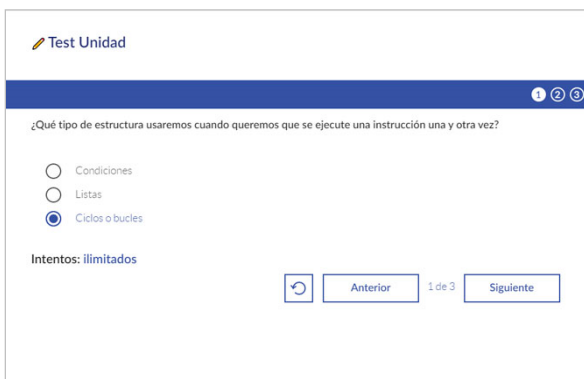 Test Unidad
1 2 3
¿Qué tipo de estructura usaremos cuando queremos que se ejecute una instrucción una y otra vez?
Condiciones
Listas
Ciclos o bucles
Intentos: ilimitados
Anterior 1 de 3 Siguiente